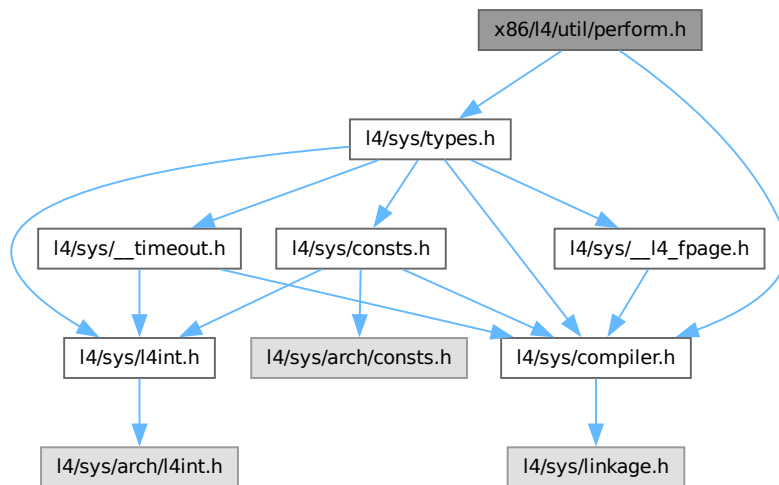 x86/l4/util/perform.h
l4/sys/types.h
l4/sys/__timeout.h
l4/sys/consts.h
l4/sys/__l4_fpage.h
l4/sys/l4int.h
l4/sys/arch/consts.h
l4/sys/compiler.h
l4/sys/arch/l4int.h
l4/sys/linkage.h